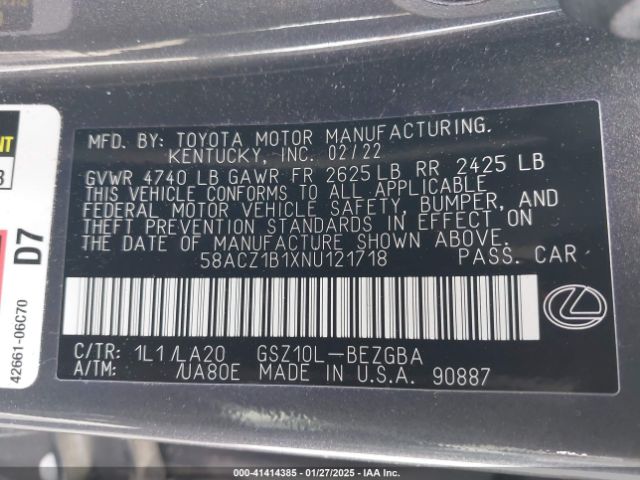 MFD. BY: TOYOTA MOTOR MANUFACTURING,
KENTUCKY, INC. 02/22
GVWR 4740 LB GAWR FR 2625 LB RR 2425 LB
THIS VEHICLE CONFORMS TO ALL APPLICABLE
FEDERAL MOTOR VEHICLE SAFETY, BUMPER, AND
THEFT PREVENTION STANDARDS IN EFFECT ON
THE DATE OF MANUFACTURE SHOWN ABOVE.
58ACZ1B1XNU121718 PASS. CAR
C/TR: 1L1/LA20 GSZ10L-BEZGBA
A/TM: /UA80E MADE IN U.S.A. 90887
D7
42661-06C70
000-41414385 - 01/27/2025 - IAA Inc.